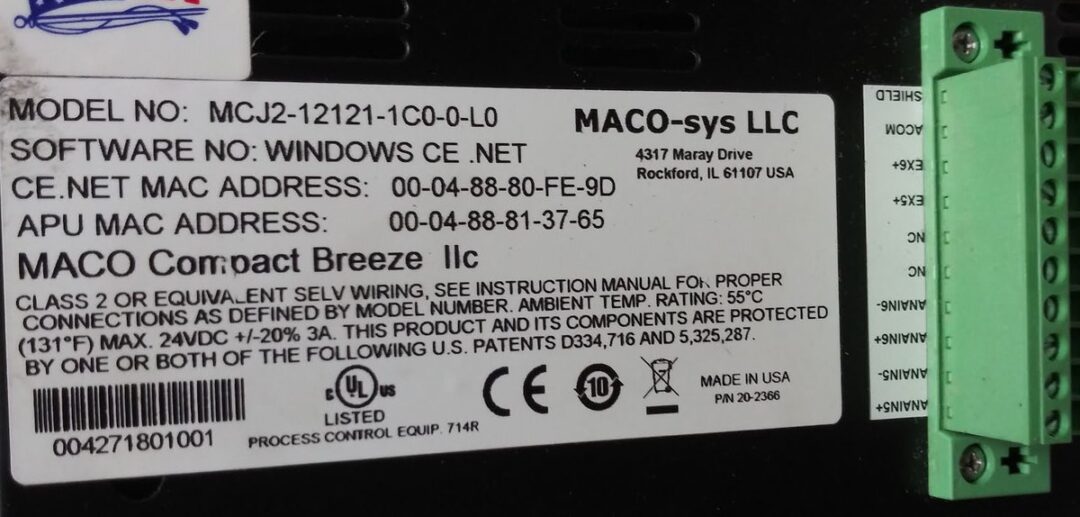 MODEL NO: MCJ2-12121-1C0-0-L0
SOFTWARE NO: WINDOWS CE .NET
CE.NET MAC ADDRESS: 00-04-88-80-FE-9D
APU MAC ADDRESS: 00-04-88-81-37-65
MACO-sys LLC
4317 Maray Drive
Rockford, IL 61107 USA
MACO Compact Breeze llc
CLASS 2 OR EQUIVALENT SELV WIRING, SEE INSTRUCTION MANUAL FOR PROPER
CONNECTIONS AS DEFINED BY MODEL NUMBER. AMBIENT TEMP. RATING: 55°C
(131°F) MAX. 24VDC +/-20% 3A. THIS PRODUCT AND ITS COMPONENTS ARE PROTECTED
BY ONE OR BOTH OF THE FOLLOWING U.S. PATENTS D334,716 AND 5,325,287.
004271801001
c UL us
LISTED
PROCESS CONTROL EQUIP. 714R
CE
10
MADE IN USA
P/N 20-2366
SHIELD
ACOM
EX6+
EX5+
NC
NC
ANAIN6-
ANAIN6+
ANAIN5-
ANAIN5+